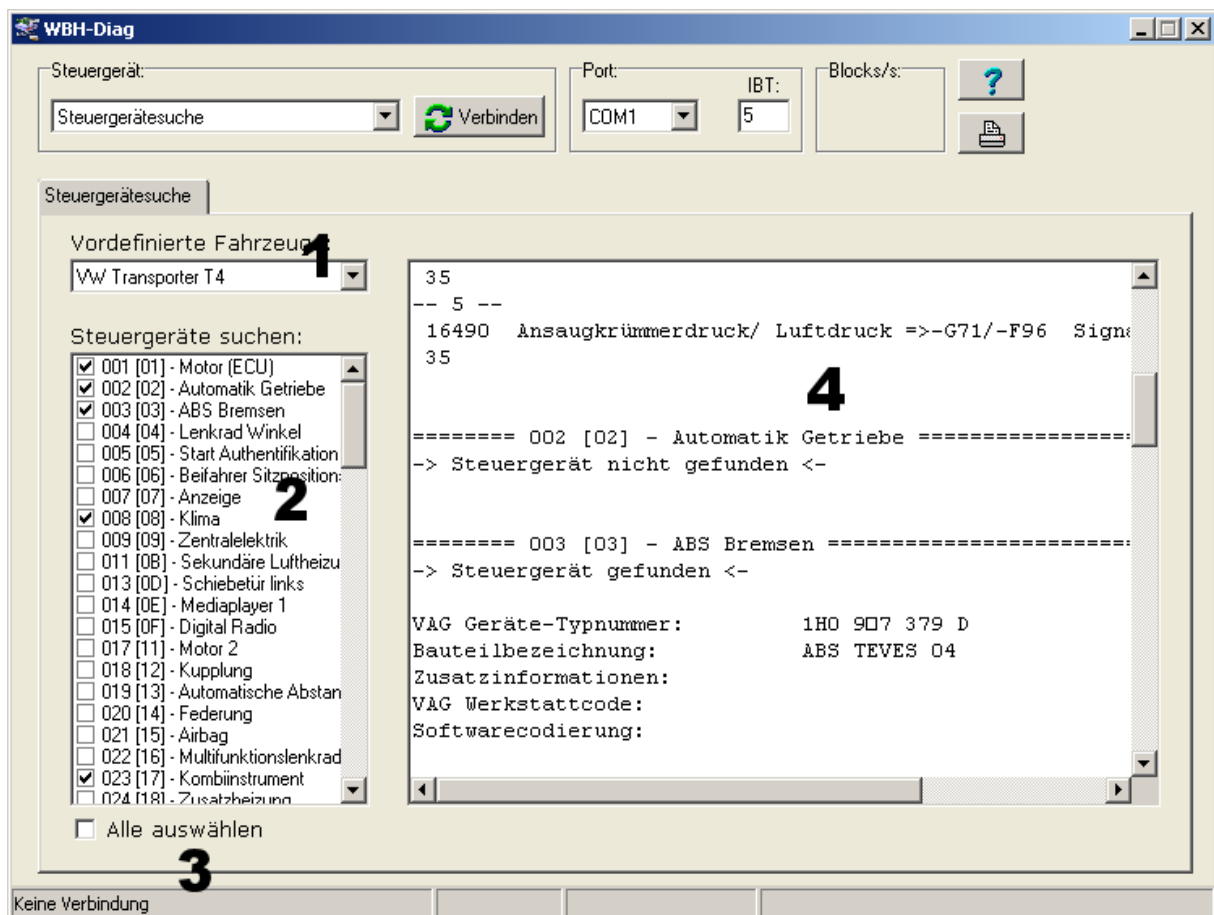 WBH-Diag
Steuergerät:
Steuergerätesuche
Verbinden
Port:
COM1
IBT:
5
Blocks/s:
?
Steuergerätesuche
Vordefinierte
1
VW Transporter T4
Steuergeräte suchen:
001 [01] - Motor (ECU)
002 [02] - Automatik Getriebe
003 [03] - ABS Bremsen
004 [04] - Lenkrad Winkel
005 [05] - Start Authentifikation
006 [06] - Beifahrer
007 [07] - Anzeige
2
008 [08] - Klima
009 [09] - Zentralelektrik
011 [0B] - Sekundäre Luftheizu
013 [0D] - Schiebetür links
014 [0E] - Mediaplayer 1
015 [0F] - Digital Radio
017 [11] - Motor 2
018 [12] - Kupplung
019 [13] - Automatische Abstan
020 [14] - Federung
021 [15] - Airbag
022 [16] - Multifunktionslenkrad
023 [17] - Kombiinstrument
024 [18] - Zusatzheizung
Alle auswählen
3
35
-- 5 --
16490 Ansaugkrümmerdruck/ Luftdruck =>-G71/-F96 Signa
35
4
======== 002 [02] - Automatik Getriebe =================
-> Steuergerät nicht gefunden <-
======== 003 [03] - ABS Bremsen ========================
-> Steuergerät gefunden <-
VAG Geräte-Typnummer: 1H0 9□7 379 D
Bauteilbezeichnung: ABS TEVES 04
Zusatzinformationen:
VAG Werkstattcode:
Softwarecodierung:
Keine Verbindung